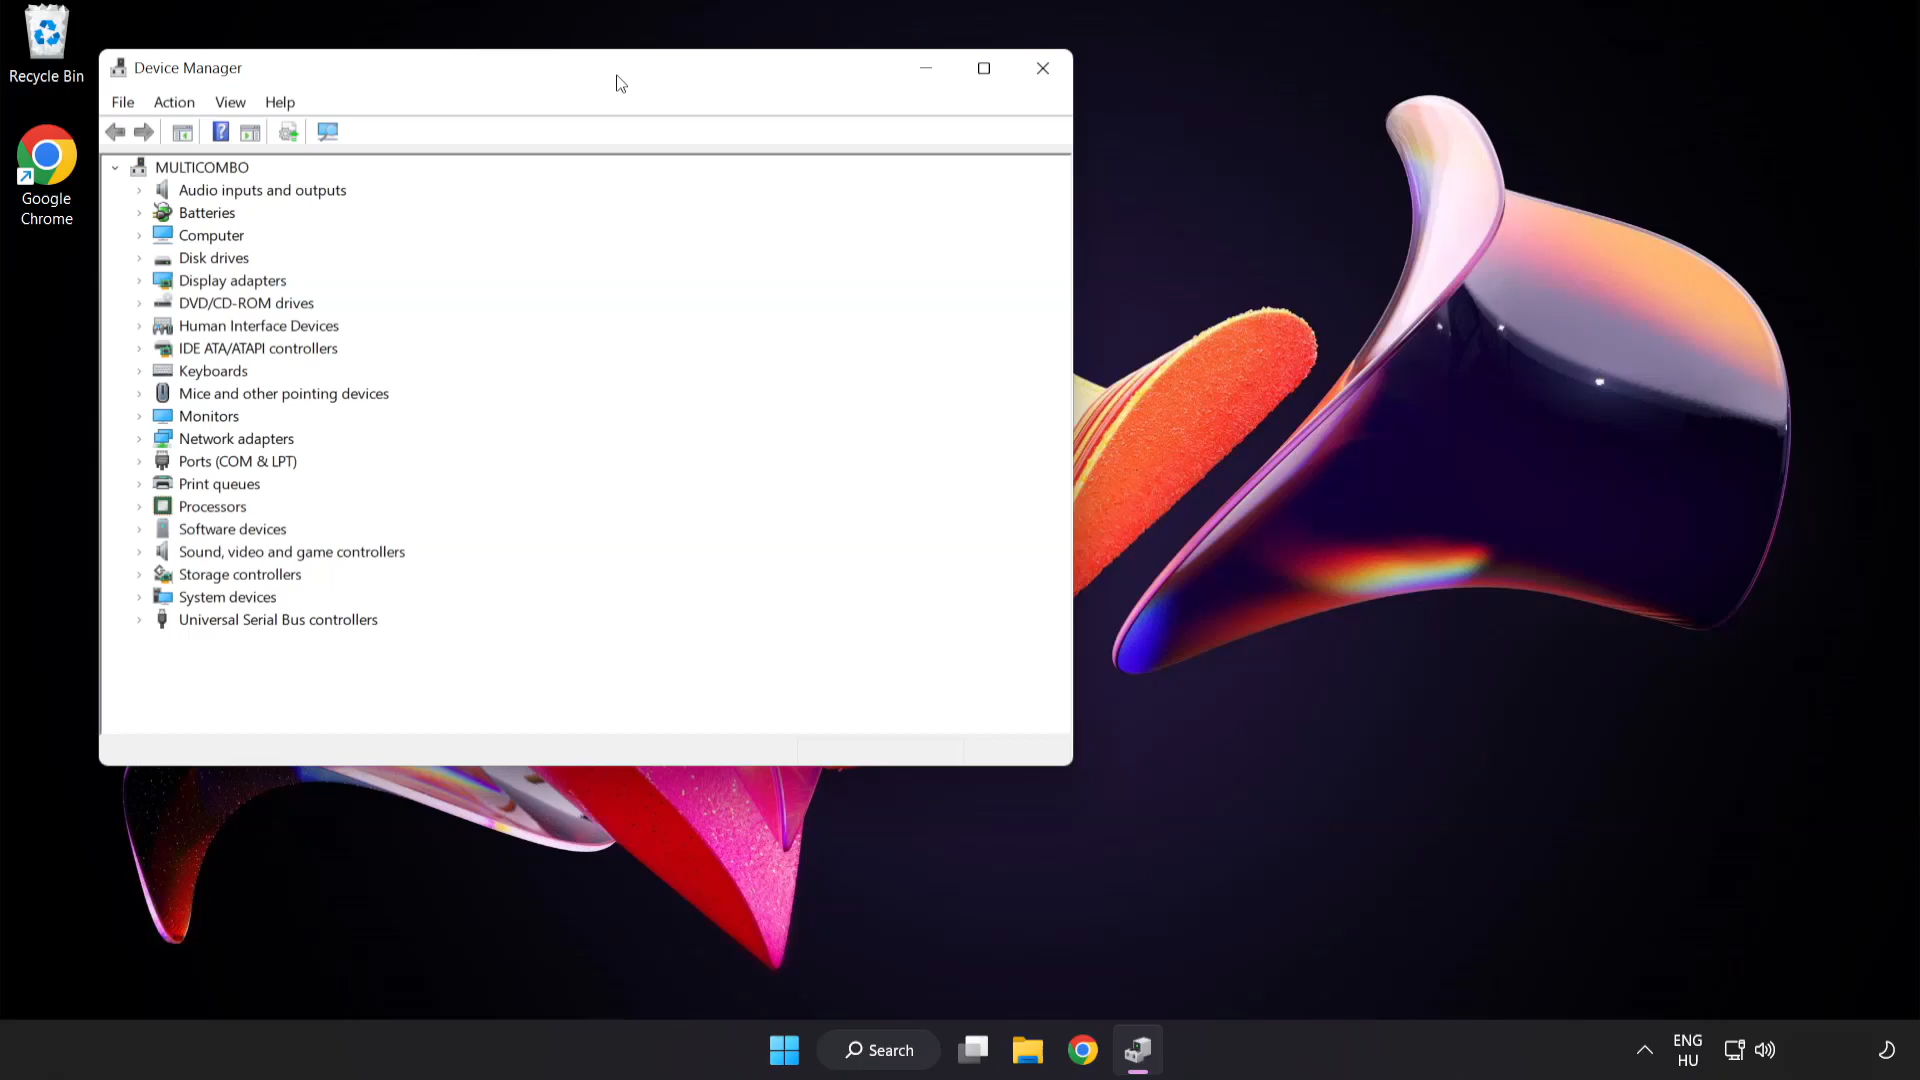 Recycle Bin
Google
Chrome
Device Manager
File Action View Help
MULTICOMBO
Audio inputs and outputs
Batteries
Computer
Disk drives
Display adapters
DVD/CD-ROM drives
Human Interface Devices
IDE ATA/ATAPI controllers
Keyboards
Mice and other pointing devices
Monitors
Network adapters
Ports (COM & LPT)
Print queues
Processors
Software devices
Sound, video and game controllers
Storage controllers
System devices
Universal Serial Bus controllers
Search
ENG
HU